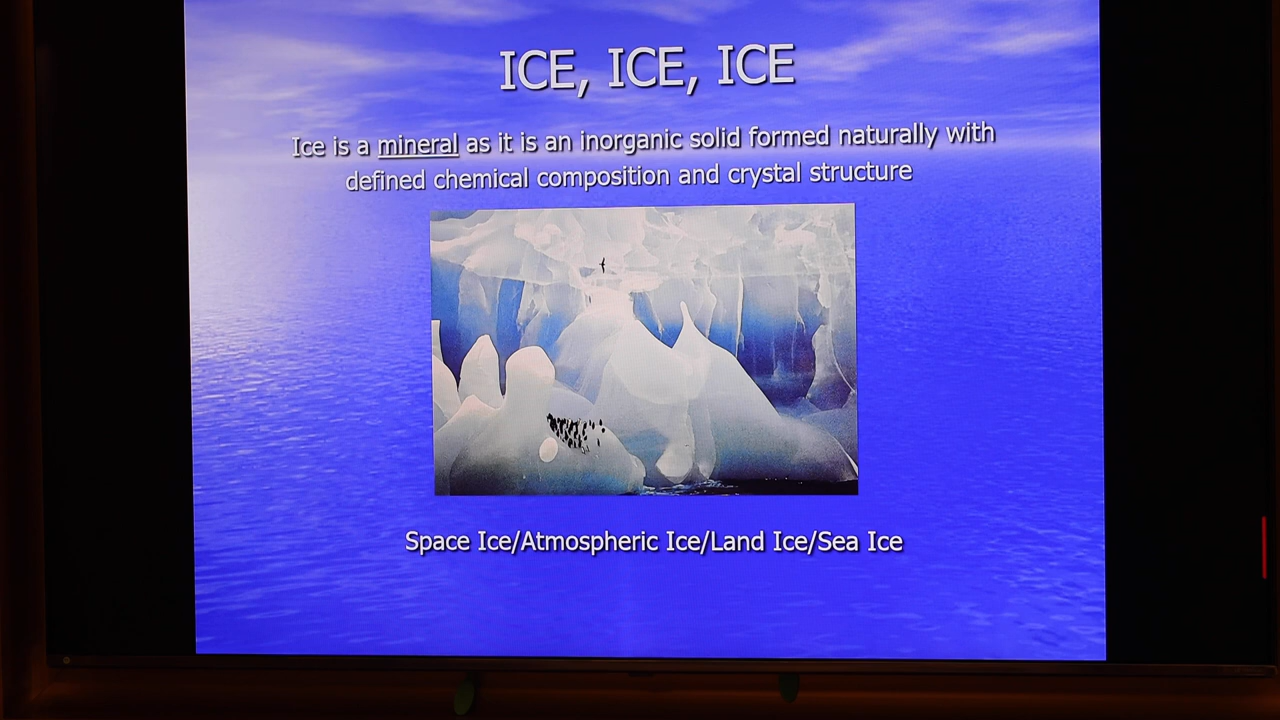 ICE, ICE, ICE
Ice is a mineral as it is an inorganic solid formed naturally with
defined chemical composition and crystal structure
Space Ice/Atmospheric Ice/Land Ice/Sea Ice